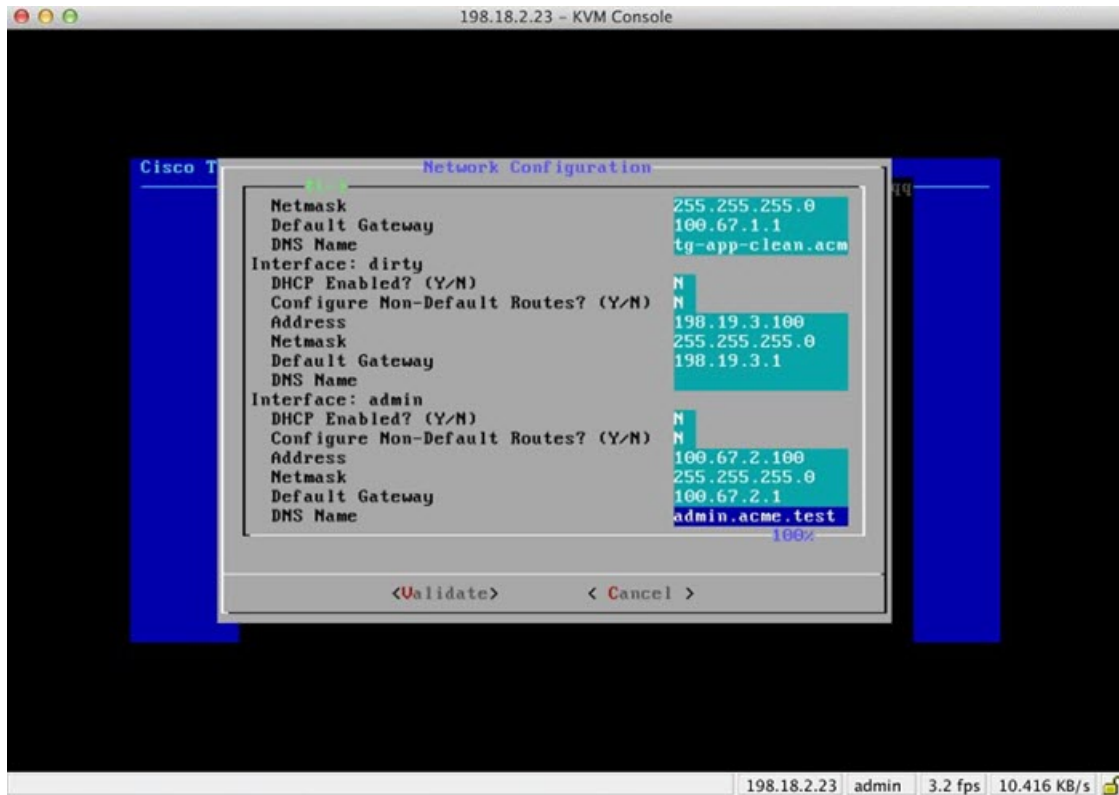 198.18.2.23 – KVM Console
Cisco T
Network Configuration
qq
Netmask 255.255.255.0
Default Gateway 100.67.1.1
DNS Name tg-app-clean.acm
Interface: dirty
DHCP Enabled? (Y/N) N
Configure Non-Default Routes? (Y/N) N
Address 198.19.3.100
Netmask 255.255.255.0
Default Gateway 198.19.3.1
DNS Name
Interface: admin
DHCP Enabled? (Y/N) N
Configure Non-Default Routes? (Y/N) N
Address 100.67.2.100
Netmask 255.255.255.0
Default Gateway 100.67.2.1
DNS Name admin.acme.test
100%
<Validate> < Cancel >
198.18.2.23 admin 3.2 fps 10.416 KB/s